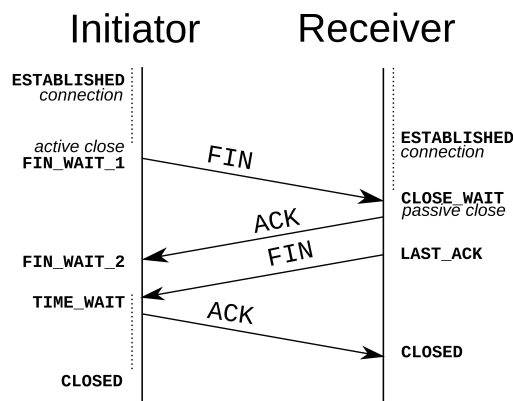 Initiator
Receiver
ESTABLISHED
connection
active close
FIN_WAIT_1
FIN
ESTABLISHED
connection
CLOSE_WAIT
passive close
ACK
FIN_WAIT_2
FIN
LAST_ACK
TIME_WAIT
ACK
CLOSED
CLOSED